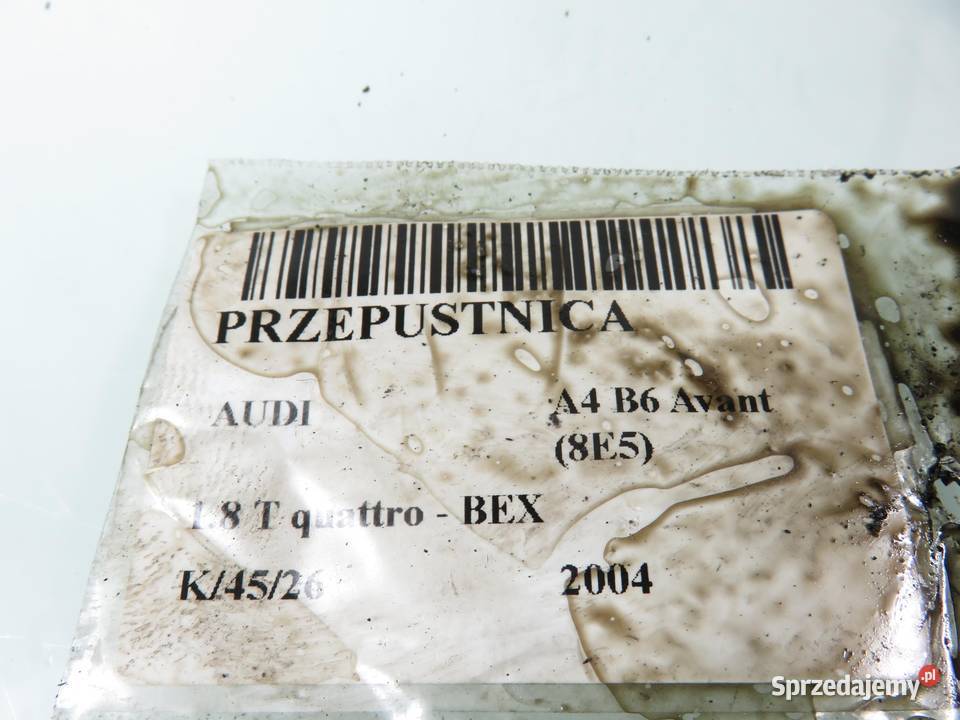 PRZEPUSTNICA
AUDI A4 B6 Avant
(8E5)
1.8 T quattro - BEX
K/45/26 2004
Sprzedajemy.pl